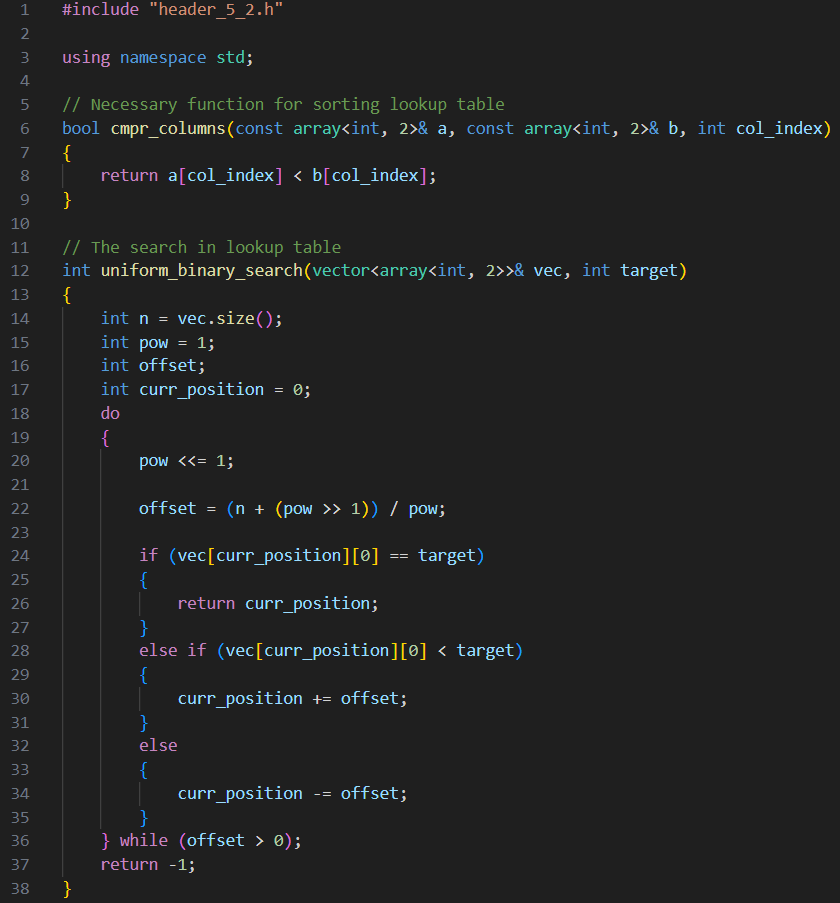 1 #include "header_5_2.h"
2
3 using namespace std;
4
5 // Necessary function for sorting lookup table
6 bool cmpr_columns(const array<int, 2>& a, const array<int, 2>& b, int col_index)
7 {
8     return a[col_index] < b[col_index];
9 }
10
11 // The search in lookup table
12 int uniform_binary_search(vector<array<int, 2>>& vec, int target)
13 {
14     int n = vec.size();
15     int pow = 1;
16     int offset;
17     int curr_position = 0;
18     do
19     {
20         pow <<= 1;
21
22         offset = (n + (pow >> 1)) / pow;
23
24         if (vec[curr_position][0] == target)
25         {
26             return curr_position;
27         }
28         else if (vec[curr_position][0] < target)
29         {
30             curr_position += offset;
31         }
32         else
33         {
34             curr_position -= offset;
35         }
36     } while (offset > 0);
37     return -1;
38 }